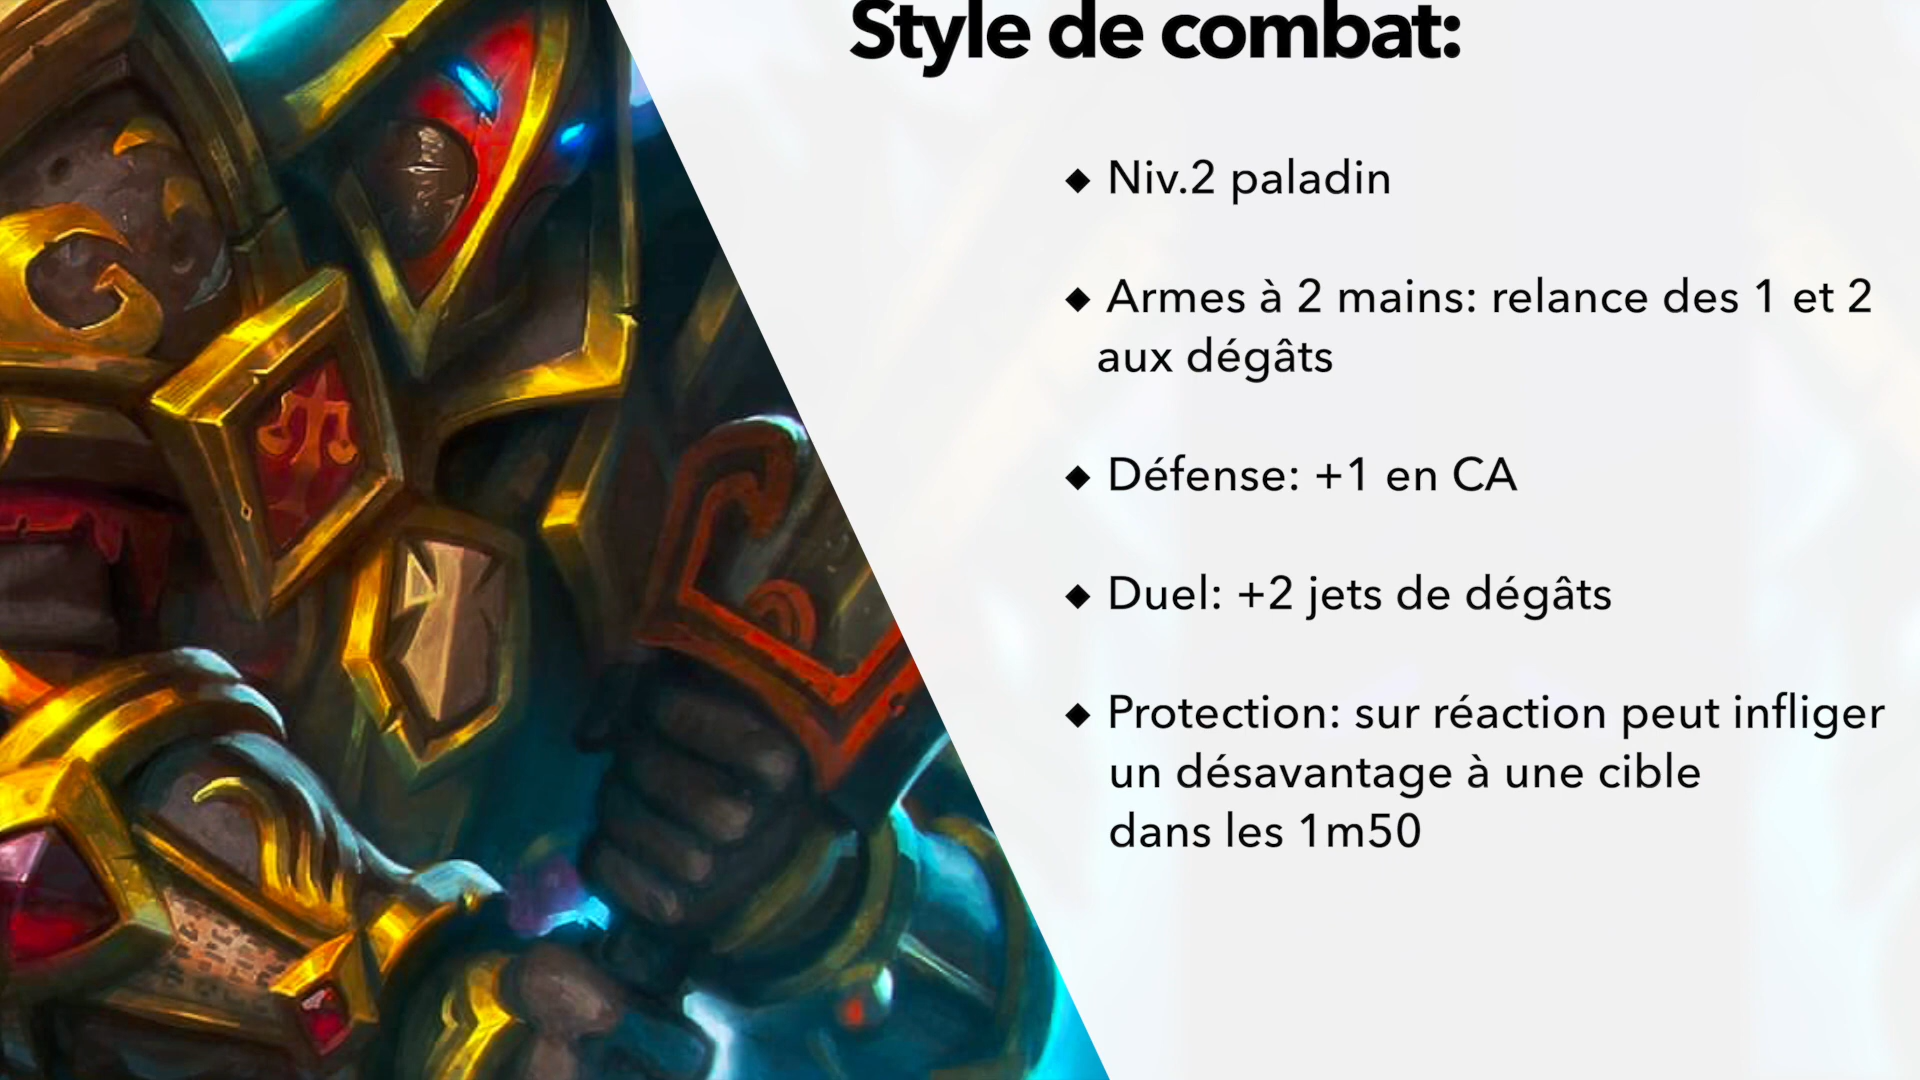 Style de combat:
◆ Niv.2 paladin
◆ Armes à 2 mains: relance des 1 et 2
aux dégâts
◆ Défense: +1 en CA
◆ Duel: +2 jets de dégâts
◆ Protection: sur réaction peut infliger
un désavantage à une cible
dans les 1m50